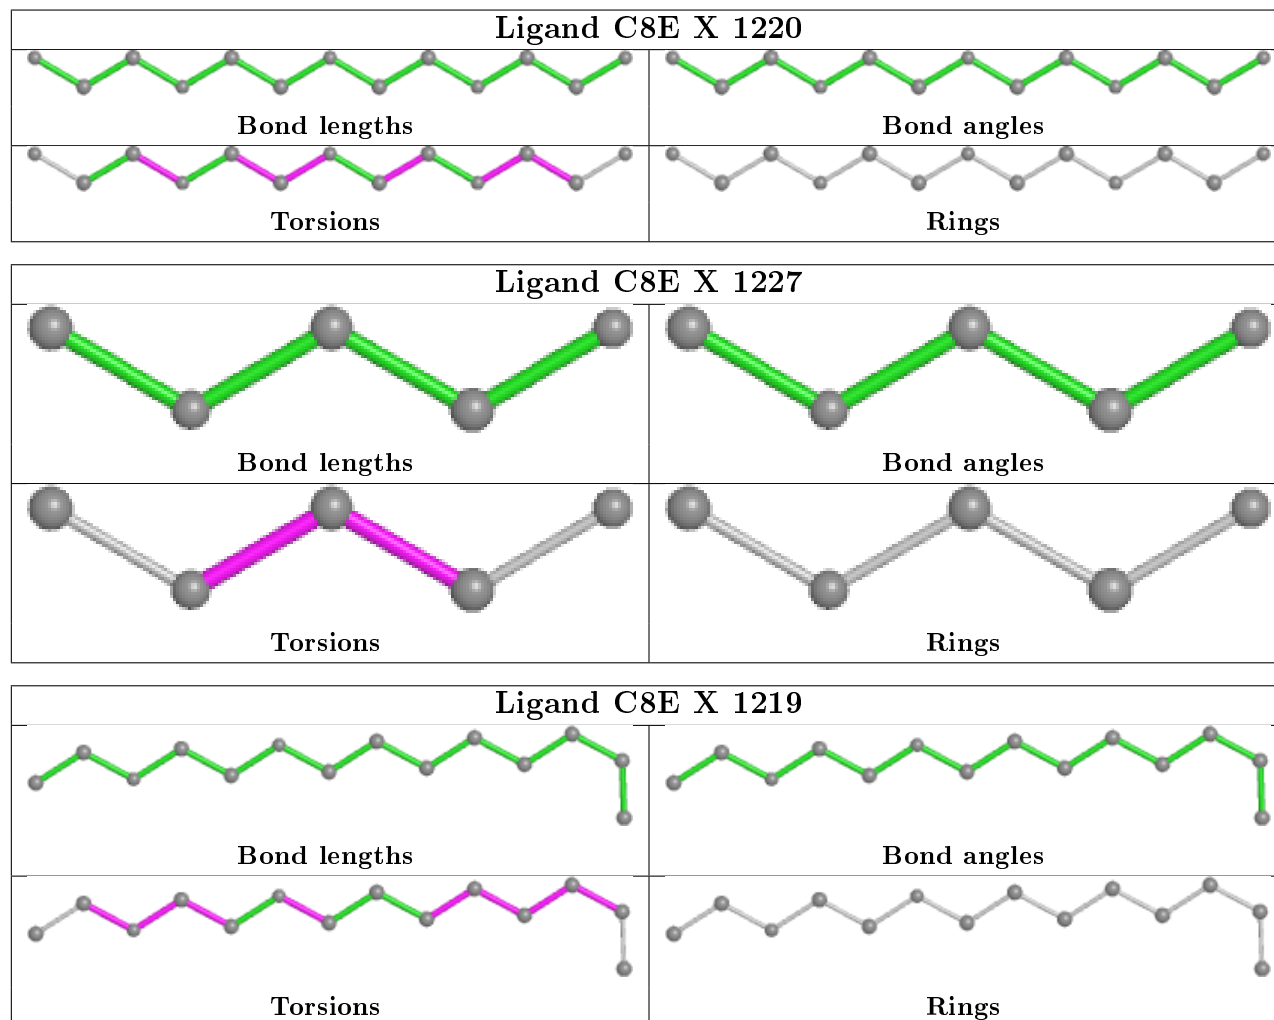 Ligand C8E X 1220
Bond lengths
Bond angles
Torsions
Rings
Ligand C8E X 1227
Bond lengths
Bond angles
Torsions
Rings
Ligand C8E X 1219
Bond lengths
Bond angles
Torsions
Rings